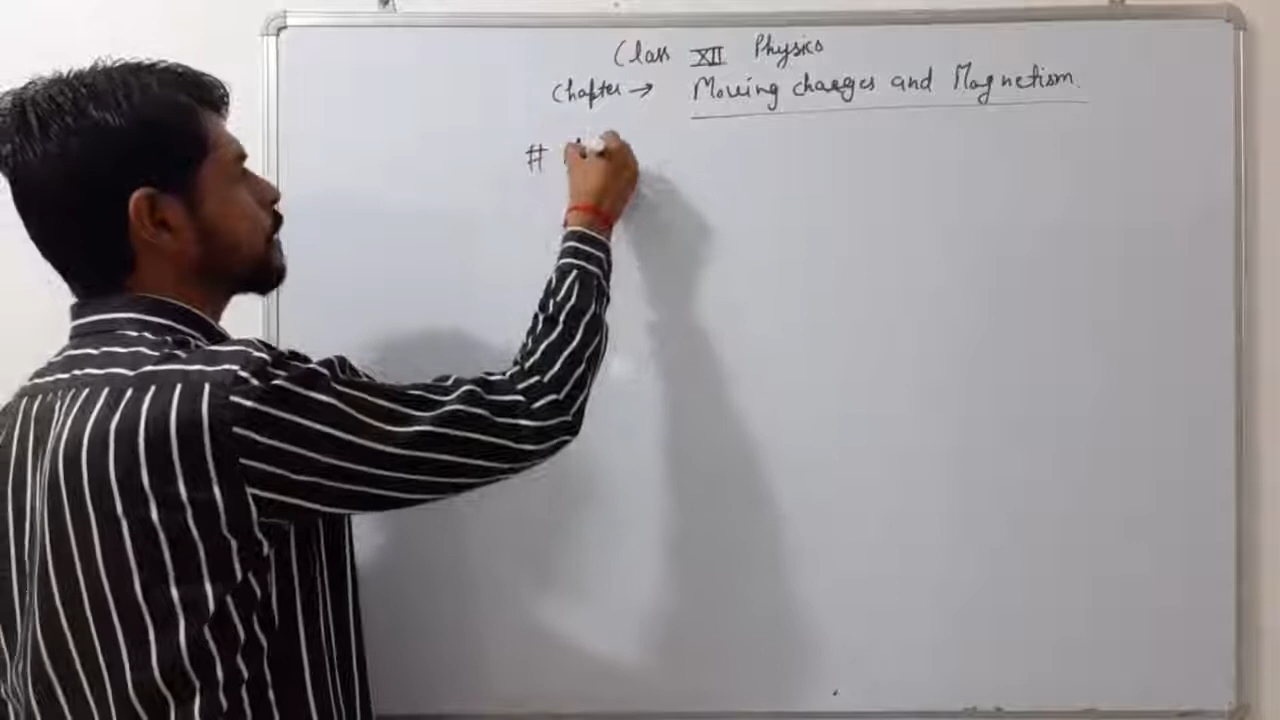 Class XII Physics
Chapter → Moving charges and Magnetism.
#